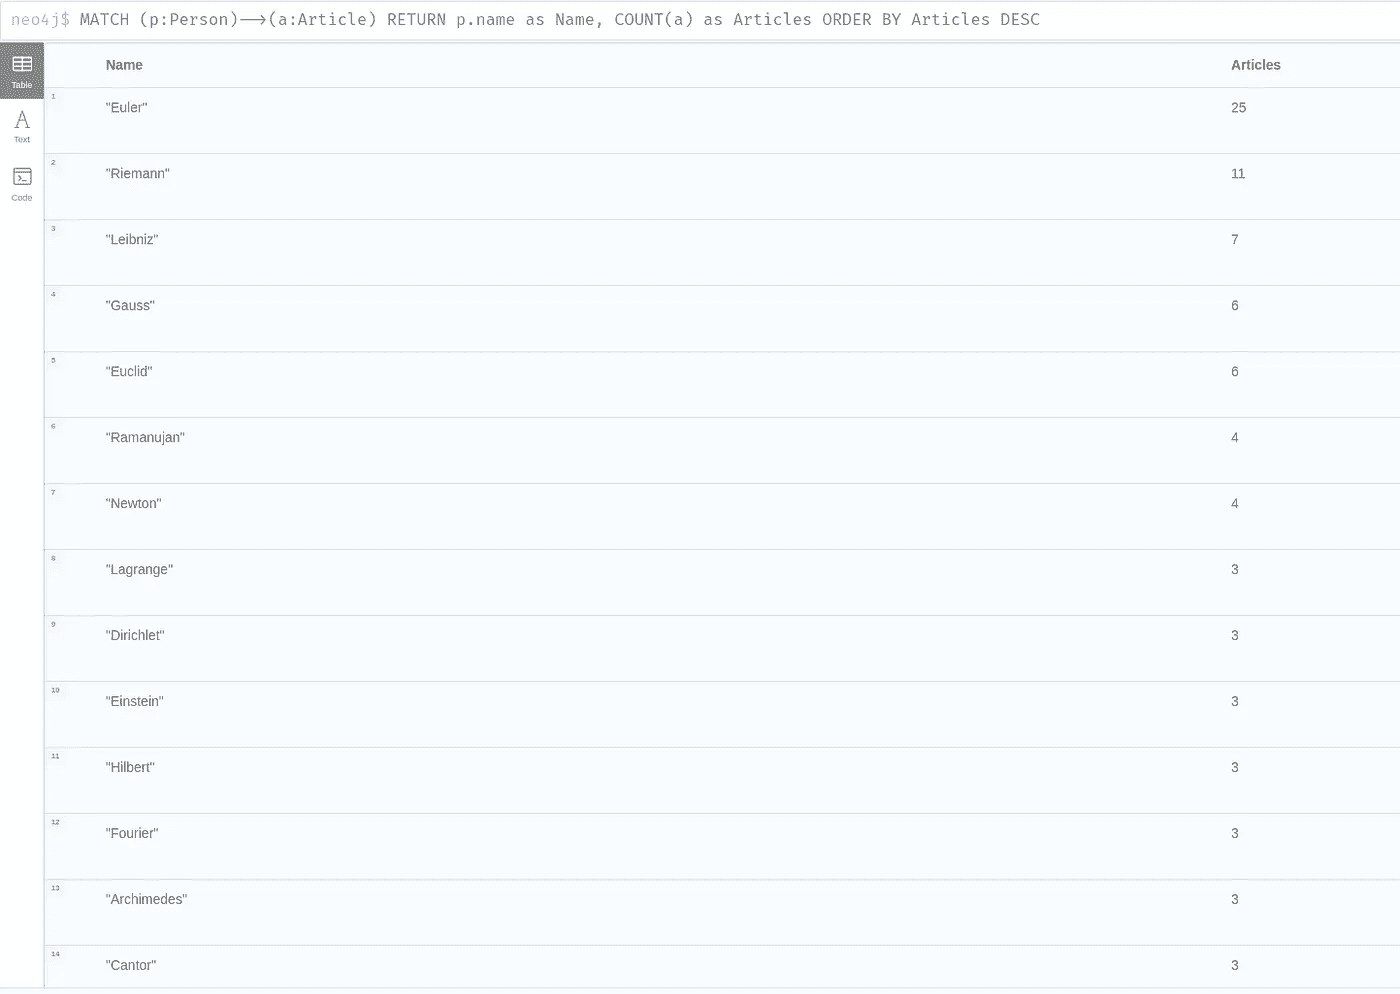 neo4j$ MATCH (p:Person)-->(a:Article) RETURN p.name as Name, COUNT(a) as Articles ORDER BY Articles DESC
Table
Text
Code
Name Articles
1 "Euler" 25
2 "Riemann" 11
3 "Leibniz" 7
4 "Gauss" 6
5 "Euclid" 6
6 "Ramanujan" 4
7 "Newton" 4
8 "Lagrange" 3
9 "Dirichlet" 3
10 "Einstein" 3
11 "Hilbert" 3
12 "Fourier" 3
13 "Archimedes" 3
14 "Cantor" 3